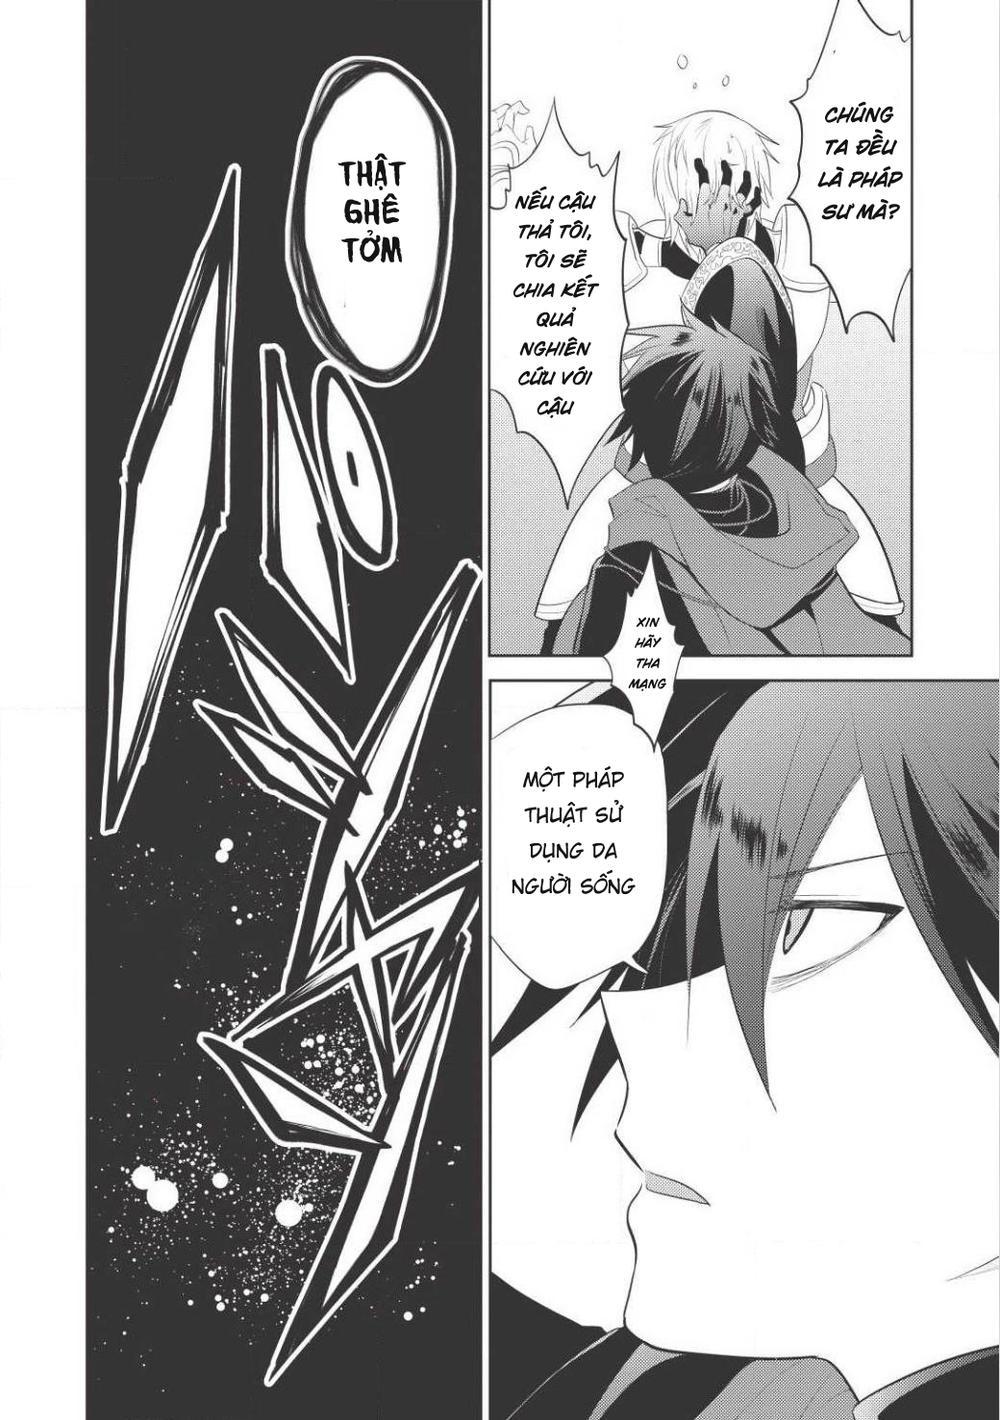 CHÚNG
TA ĐỀU
LÀ PHÁP
SƯ MÀ?
NẾU CẬU
THẢ TÔI,
TÔI SẼ
CHIA KẾT
QUẢ
NGHIÊN
CỨU VỚI
CẬU
XIN
HÃY
THA
MẠNG
MỘT PHÁP
THUẬT SỬ
DỤNG DA
NGƯỜI SỐNG
THẬT
GHÊ
TỞM